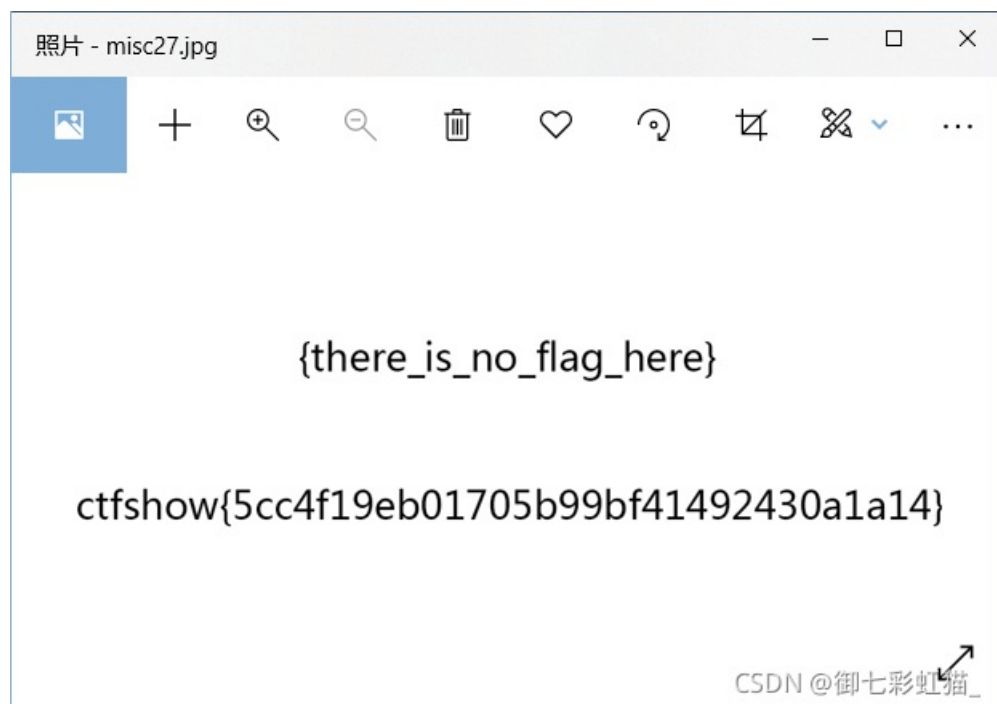 照片 - misc27.jpg
{there_is_no_flag_here}
ctfshow{5cc4f19eb01705b99bf41492430a1a14}
CSDN @御七彩虹猫_